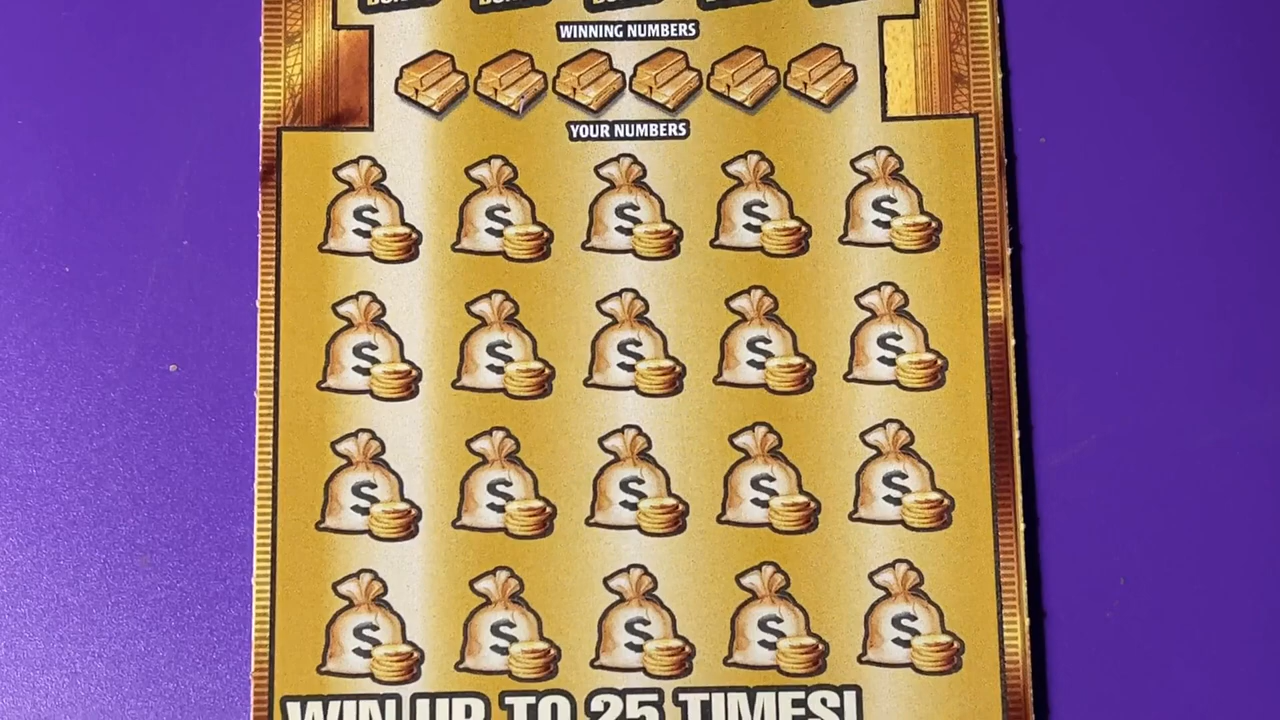 WINNING NUMBERS
YOUR NUMBERS
$ $ $ $ $
$ $ $ $ $
$ $ $ $ $
$ $ $ $ $
WIN UP TO 25 TIMES!